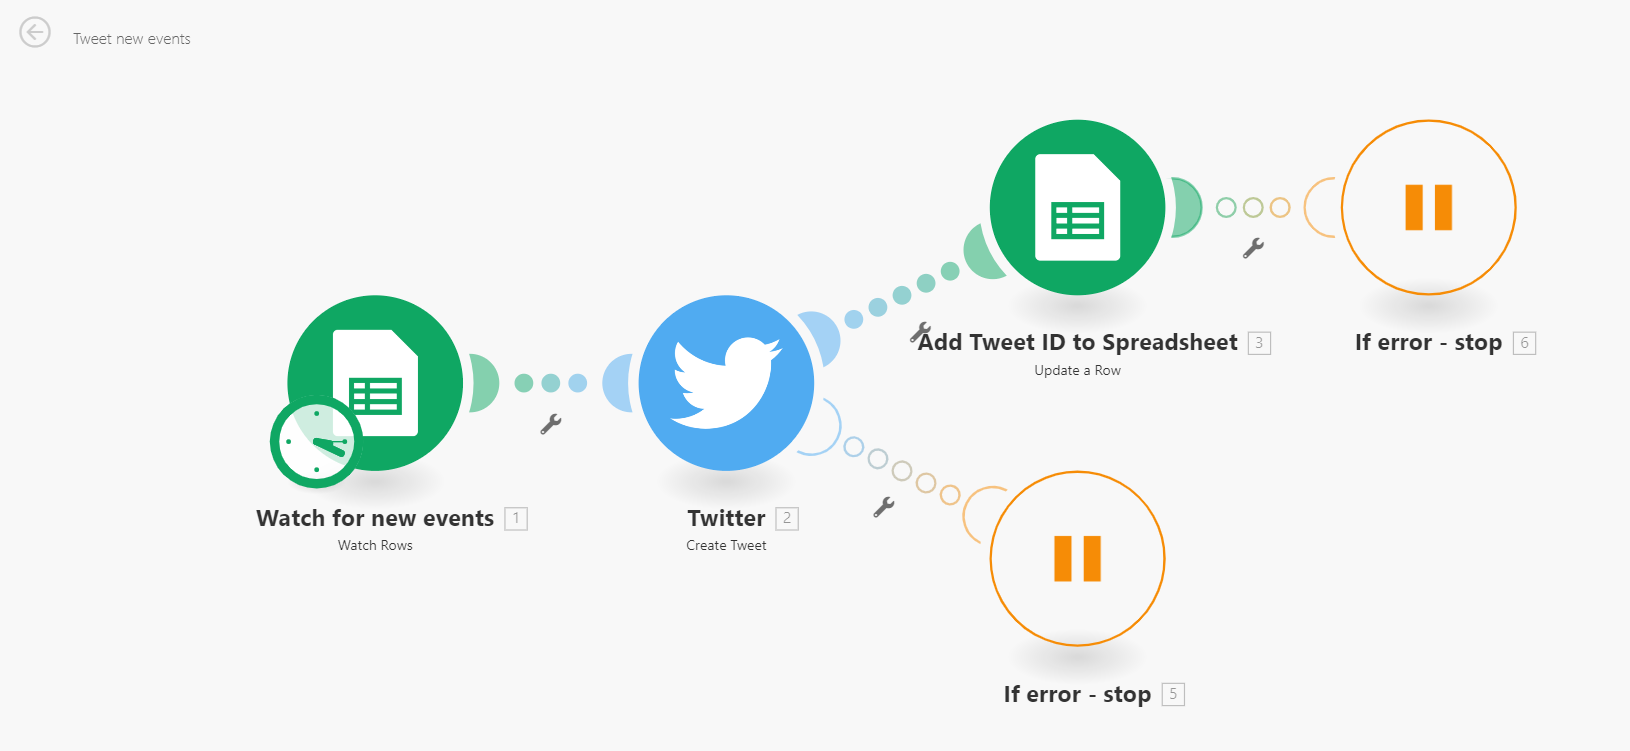 Tweet new events
Add Tweet ID to Spreadsheet 3
Update a Row
If error - stop 6
Watch for new events 1
Watch Rows
Twitter 2
Create Tweet
If error - stop 5